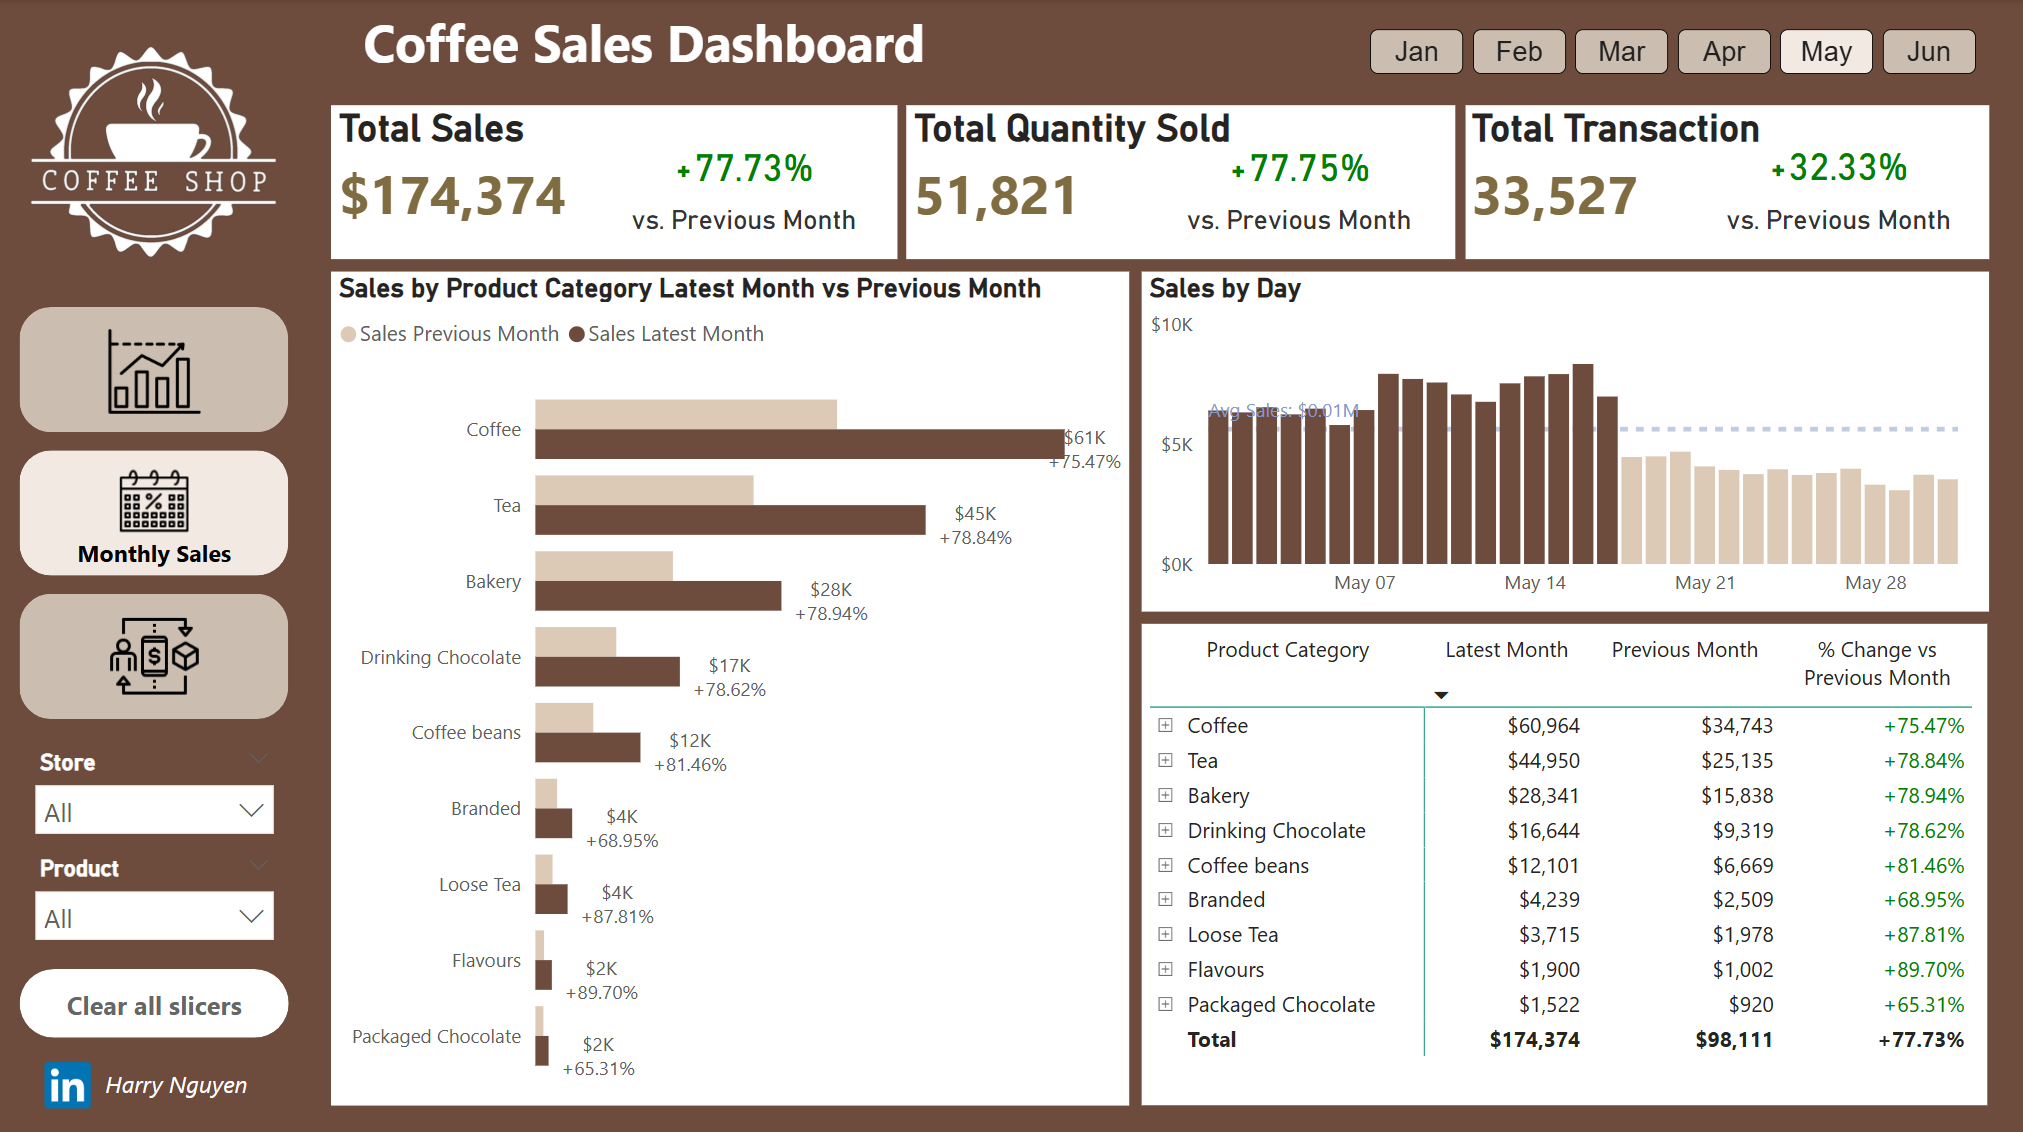 Coffee Sales Dashboard
Jan Feb Mar Apr May Jun
COFFEE SHOP
Total Sales
$174,374
+77.73%
vs. Previous Month
Total Quantity Sold
51,821
+77.75%
vs. Previous Month
Total Transaction
33,527
+32.33%
vs. Previous Month
Monthly Sales
Store
All
Product
All
Clear all slicers
in Harry Nguyen
Sales by Product Category Latest Month vs Previous Month
Sales Previous Month Sales Latest Month
Coffee
$61K
+75.47%
Tea
$45K
+78.84%
Bakery
$28K
+78.94%
Drinking Chocolate
$17K
+78.62%
Coffee beans
$12K
+81.46%
Branded
$4K
+68.95%
Loose Tea
$4K
+87.81%
Flavours
$2K
+89.70%
Packaged Chocolate
$2K
+65.31%
Sales by Day
$10K
Avg Sales: $0.01M
$5K
$0K
May 07 May 14 May 21 May 28
Product Category Latest Month Previous Month % Change vs
Previous Month
Coffee $60,964 $34,743 +75.47%
Tea $44,950 $25,135 +78.84%
Bakery $28,341 $15,838 +78.94%
Drinking Chocolate $16,644 $9,319 +78.62%
Coffee beans $12,101 $6,669 +81.46%
Branded $4,239 $2,509 +68.95%
Loose Tea $3,715 $1,978 +87.81%
Flavours $1,900 $1,002 +89.70%
Packaged Chocolate $1,522 $920 +65.31%
Total $174,374 $98,111 +77.73%